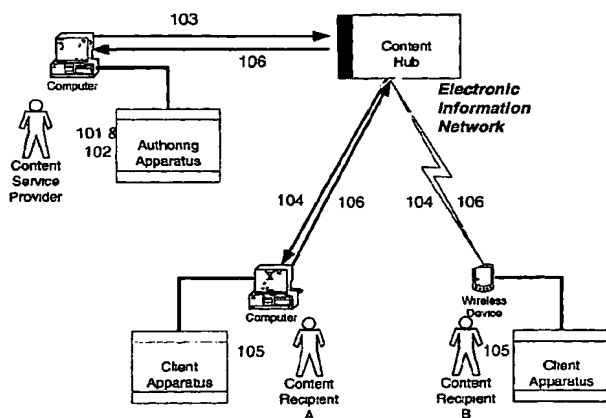 103
106
Content
Hub
Computer
Electronic
Information
Network
101 &
102
Authoring
Apparatus
Content
Service
Provider
104
106
104
106
Computer
Wireless
Device
105
Client
Apparatus
Content
Recipient
A
Content
Recipient
B
105
Client
Apparatus